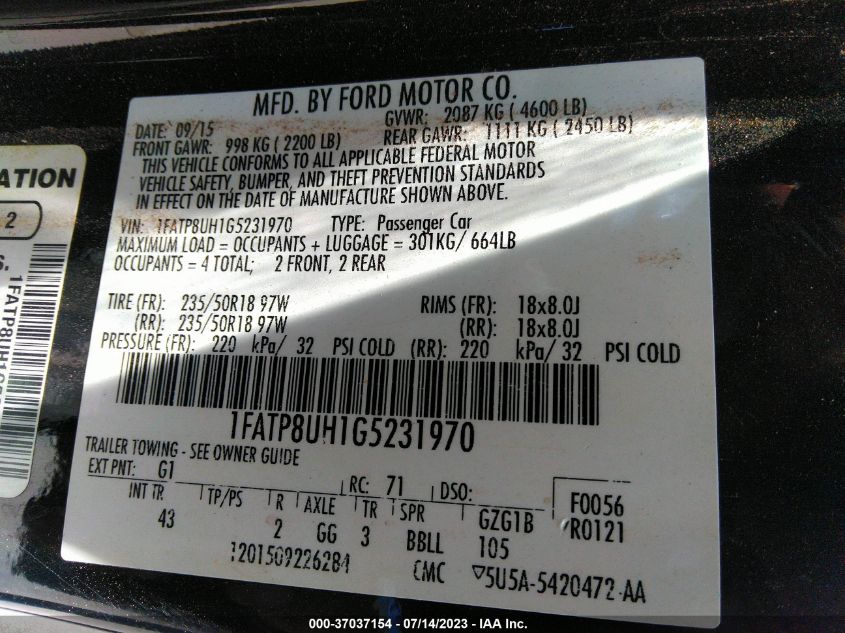 MFD. BY FORD MOTOR CO.
DATE: 09/15 GVWR: 2087 KG ( 4600 LB)
FRONT GAWR: 998 KG ( 2200 LB) REAR GAWR: 1111 KG ( 2450 LB)
THIS VEHICLE CONFORMS TO ALL APPLICABLE FEDERAL MOTOR
VEHICLE SAFETY, BUMPER, AND THEFT PREVENTION STANDARDS
IN EFFECT ON THE DATE OF MANUFACTURE SHOWN ABOVE.
VIN: 1FATP8UH1G5231970 TYPE: Passenger Car
MAXIMUM LOAD = OCCUPANTS + LUGGAGE = 301KG/ 664LB
OCCUPANTS = 4 TOTAL; 2 FRONT, 2 REAR
TIRE (FR): 235/50R18 97W RIMS (FR): 18x8.0J
(RR): 235/50R18 97W (RR): 18x8.0J
PRESSURE (FR): 220 kPa/ 32 PSI COLD (RR): 220 kPa/ 32 PSI COLD
1FATP8UH1G5231970
TRAILER TOWING - SEE OWNER GUIDE
EXT PNT: G1 RC: 71 DSO: F0056
INT TR TP/PS R AXLE TR SPR GZG1B R0121
43 2 GG 3 BBLL 105
12015092262B4 CMC ▽5U5A-5420472-AA
ATION
2
S.
000-37037154 - 07/14/2023 - IAA Inc.